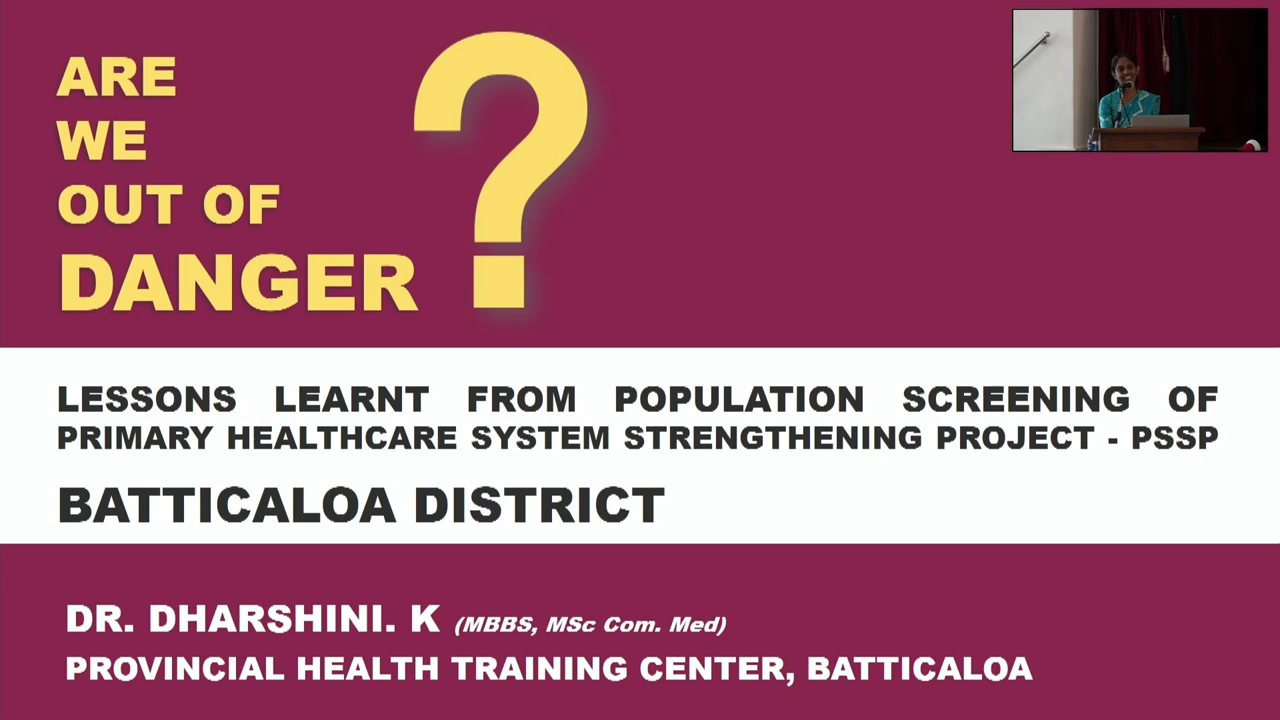 ARE
WE
OUT OF
DANGER ?
LESSONS LEARNT FROM POPULATION SCREENING OF
PRIMARY HEALTHCARE SYSTEM STRENGTHENING PROJECT - PSSP
BATTICALOA DISTRICT
DR. DHARSHINI. K (MBBS, MSc Com. Med)
PROVINCIAL HEALTH TRAINING CENTER, BATTICALOA